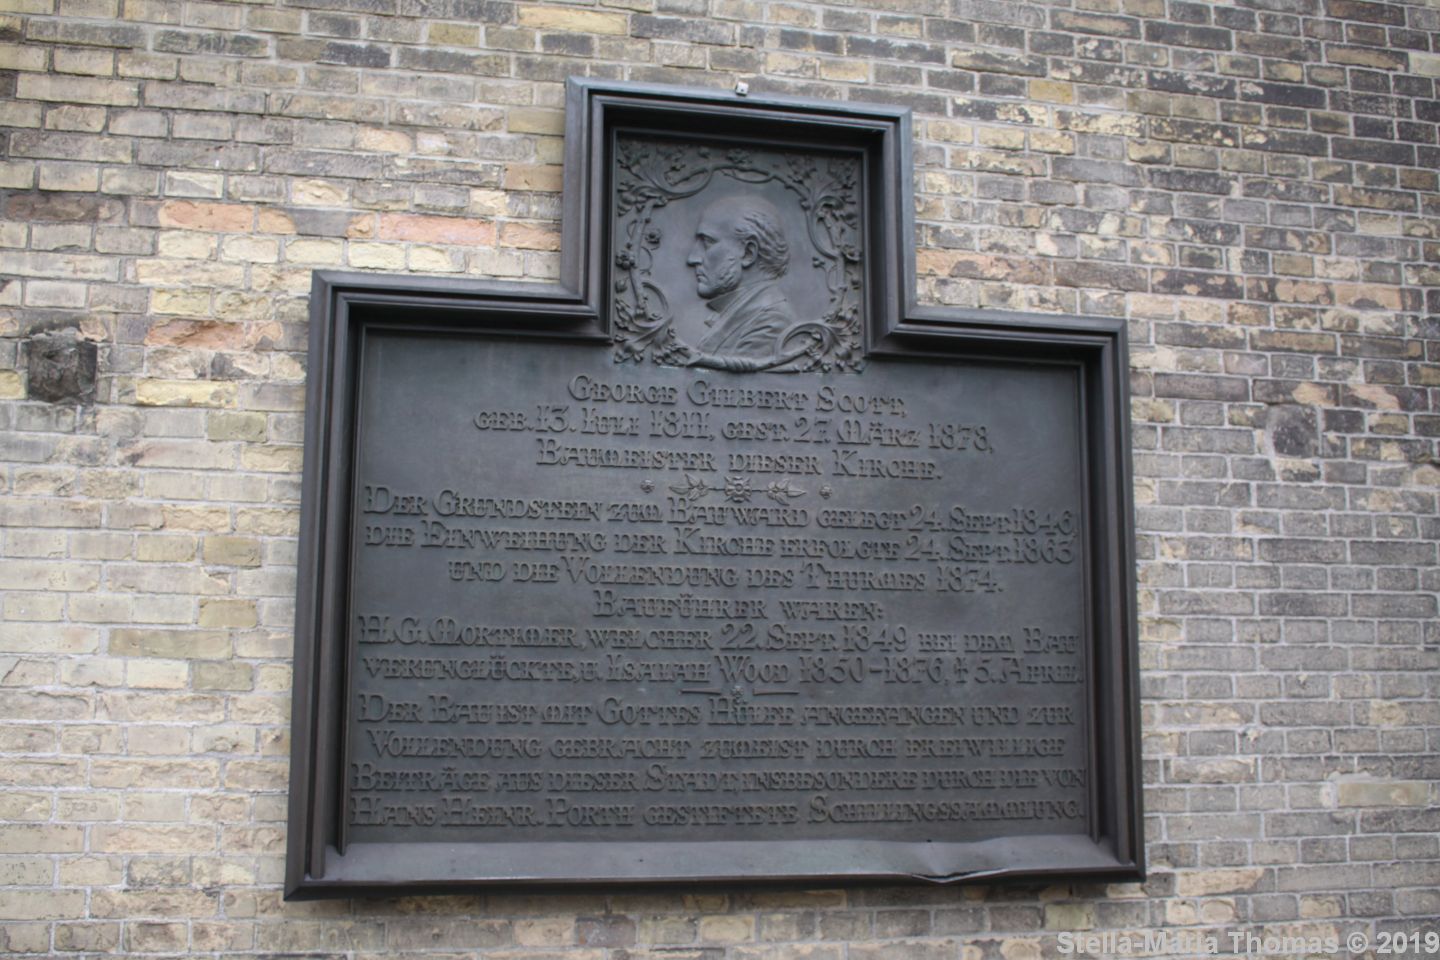 GEORGE GILBERT SCOTT,
GEB. 13. IULI 1811, GEST. 27. MÄRZ 1878,
BAUMEISTER DIESER KIRCHE.
DER GRUNDSTEIN ZUM BAU WARD GELEGT 24. SEPT. 1846,
DIE EINWEIHUNG DER KIRCHE ERFOLGTE 24. SEPT. 1863
UND DIE VOLLENDUNG DES THURMES 1874.
BAUFÜHRER WAREN:
H. G. MORTIMER, WELCHER 22. SEPT. 1849 BEI DEM BAU
VERUNGLÜCKTE, U. ISAIAH WOOD 1850-1876, † 5. APRIL.
DER BAU IST MIT GOTTES HÜLFE ANGEFANGEN UND ZUR
VOLLENDUNG GEBRACHT ZUMEIST DURCH FREIWILLIGE
BEITRÄGE AUS DIESER STADT, INSBESONDERE DURCH DIE VON
HANS HEINR. PORTH GESTIFTETE SCHILLINGSSAMMLUNG.
Stella-Maria Thomas © 2019